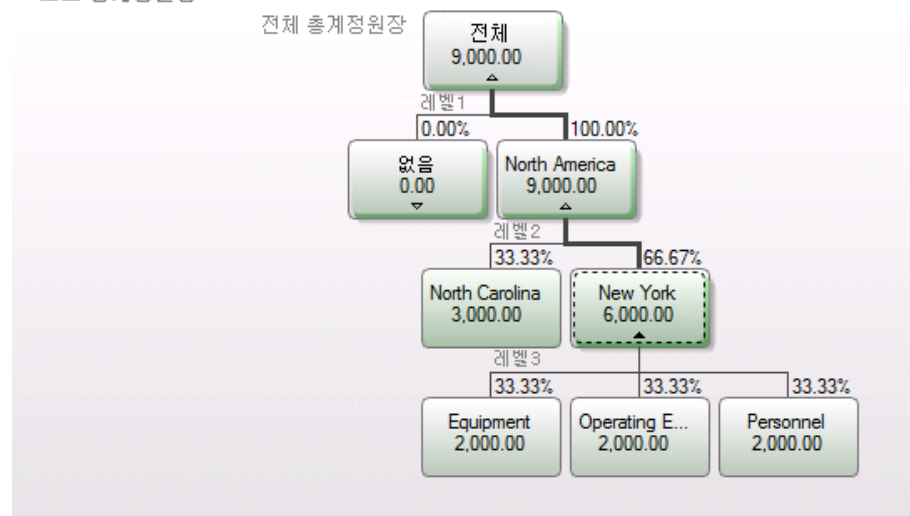 전체 총계정원장
전체
9,000.00
레벨1
0.00%
100.00%
없음
0.00
North America
9,000.00
레벨2
33.33%
66.67%
North Carolina
3,000.00
New York
6,000.00
레벨3
33.33%
33.33%
33.33%
Equipment
2,000.00
Operating E...
2,000.00
Personnel
2,000.00